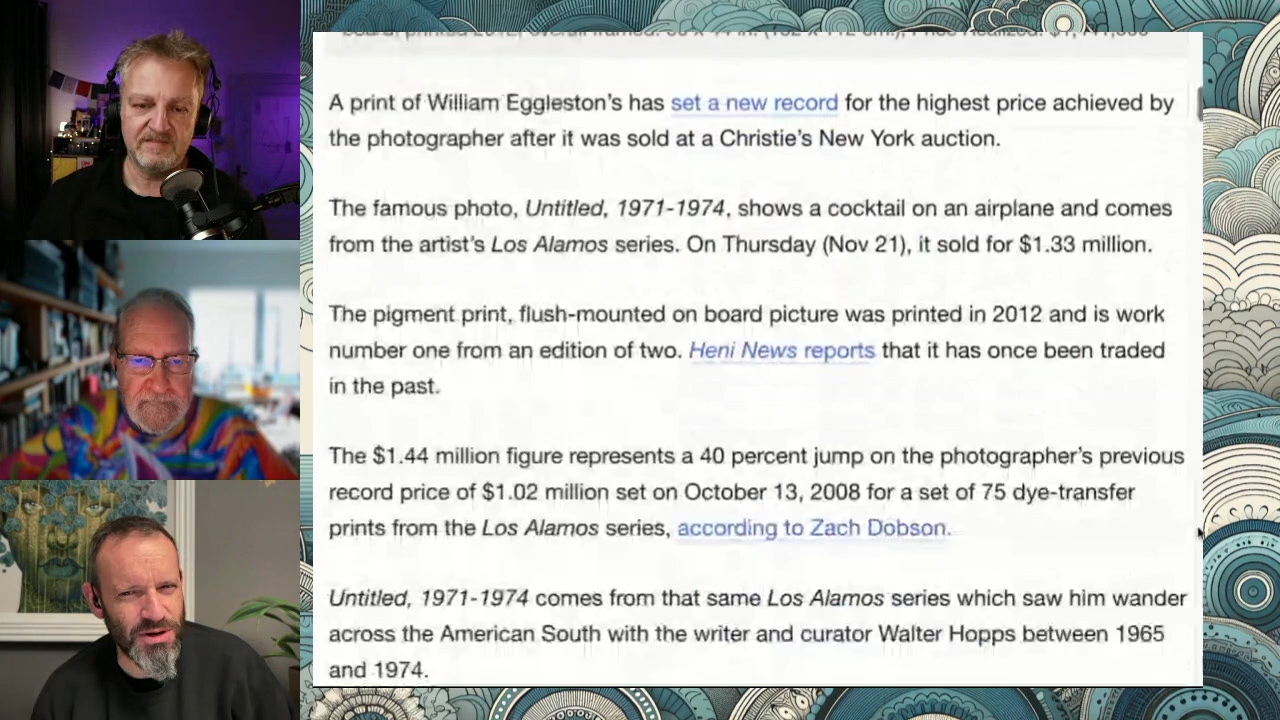 A print of William Eggleston's has set a new record for the highest price achieved by
the photographer after it was sold at a Christie's New York auction.
The famous photo, Untitled, 1971-1974, shows a cocktail on an airplane and comes
from the artist's Los Alamos series. On Thursday (Nov 21), it sold for $1.33 million.
The pigment print, flush-mounted on board picture was printed in 2012 and is work
number one from an edition of two. Heni News reports that it has once been traded
in the past.
The $1.44 million figure represents a 40 percent jump on the photographer's previous
record price of $1.02 million set on October 13, 2008 for a set of 75 dye-transfer
prints from the Los Alamos series, according to Zach Dobson.
Untitled, 1971-1974 comes from that same Los Alamos series which saw him wander
across the American South with the writer and curator Walter Hopps between 1965
and 1974.